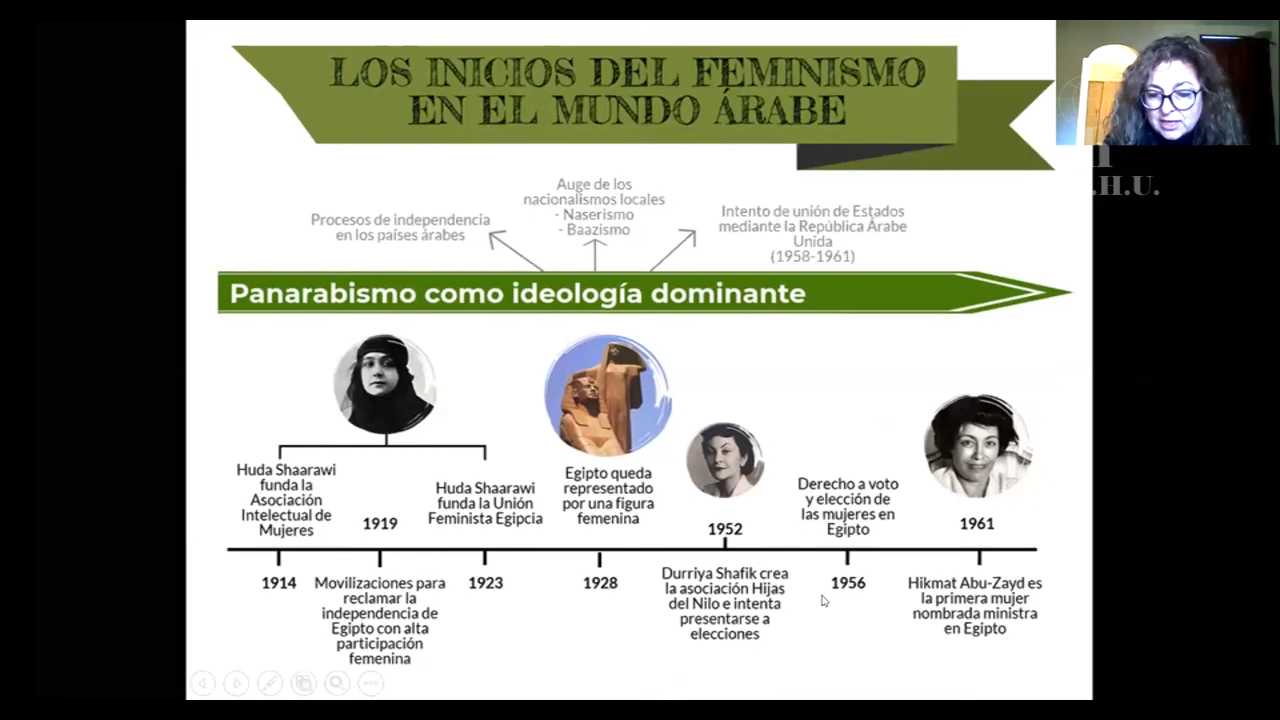 LOS INICIOS DEL FEMINISMO
EN EL MUNDO ÁRABE
.H.U.
Procesos de independencia
en los países árabes
Auge de los
nacionalismos locales
- Naserismo
- Baazismo
Intento de unión de Estados
mediante la República Árabe
Unida
(1958-1961)
Panarabismo como ideología dominante
Huda Shaarawi
funda la
Asociación
Intelectual de
Mujeres
1914
1919
Movilizaciones para
reclamar la
independencia de
Egipto con alta
participación
femenina
Huda Shaarawi
funda la Unión
Feminista Egipcia
1923
Egipto queda
representado
por una figura
femenina
1928
1952
Durriya Shafik crea
la asociación Hijas
del Nilo e intenta
presentarse a
elecciones
Derecho a voto
y elección de
las mujeres en
Egipto
1956
1961
Hikmat Abu-Zayd es
la primera mujer
nombrada ministra
en Egipto